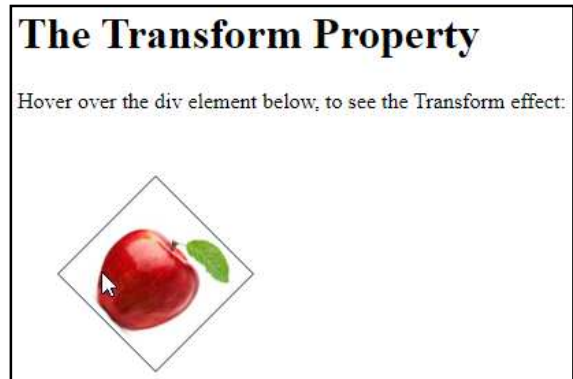 The Transform Property
Hover over the div element below, to see the Transform effect: